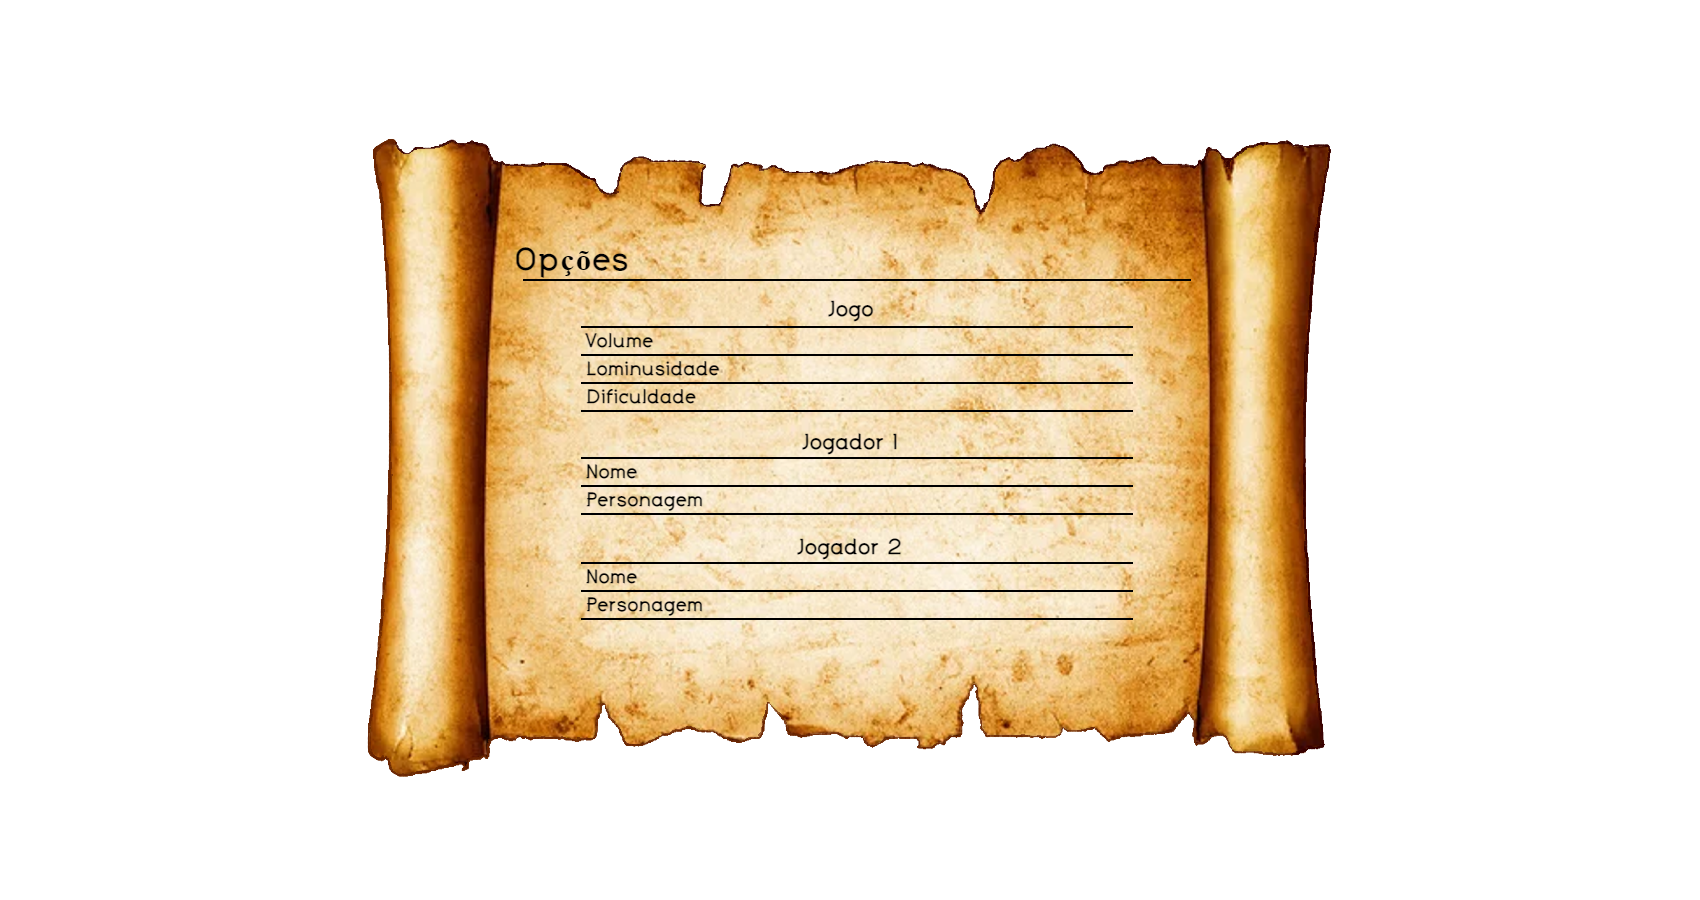 Opções
Jogo
Volume
Lominusidade
Dificuldade
Jogador 1
Nome
Personagem
Jogador 2
Nome
Personagem